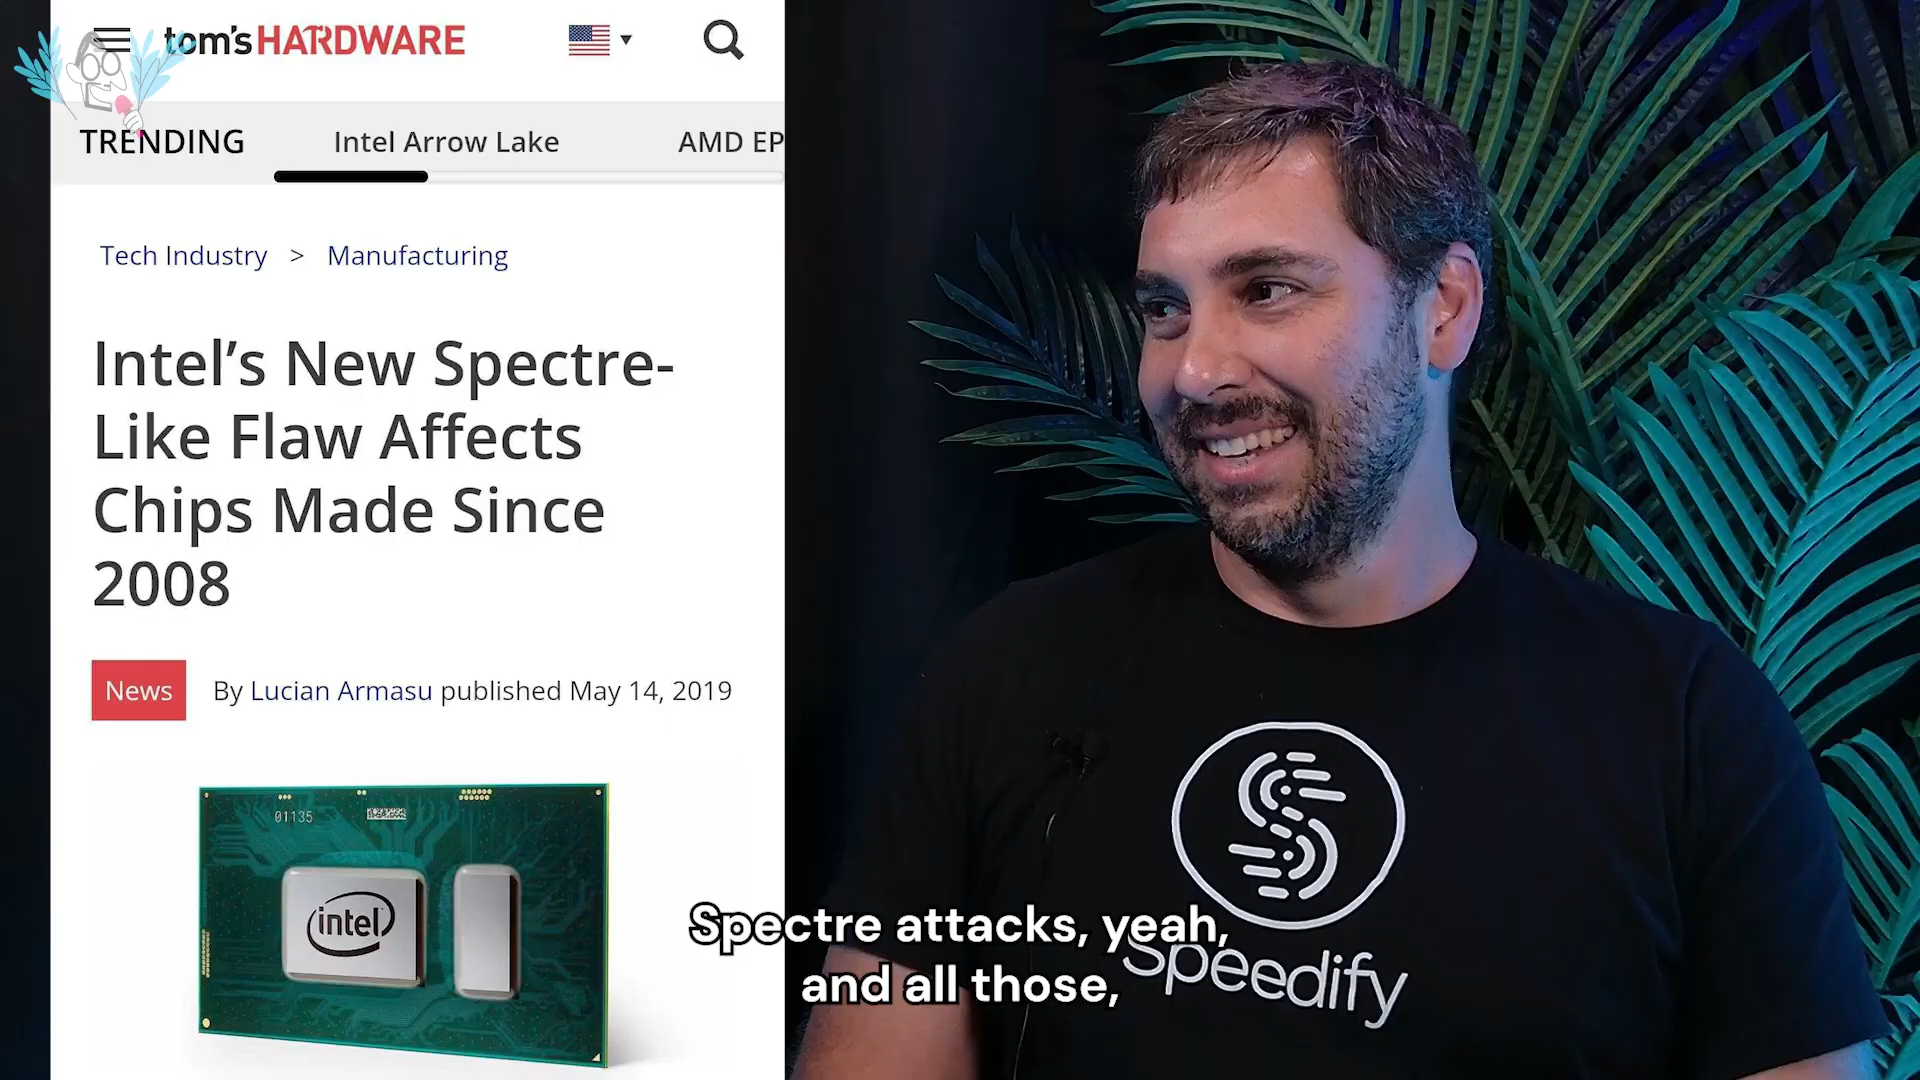 tom's HARDWARE
TRENDING Intel Arrow Lake AMD EP
Tech Industry > Manufacturing
Intel’s New Spectre-
Like Flaw Affects
Chips Made Since
2008
News By Lucian Armasu published May 14, 2019
01135
intel
Speedify
Spectre attacks, yeah,
and all those,